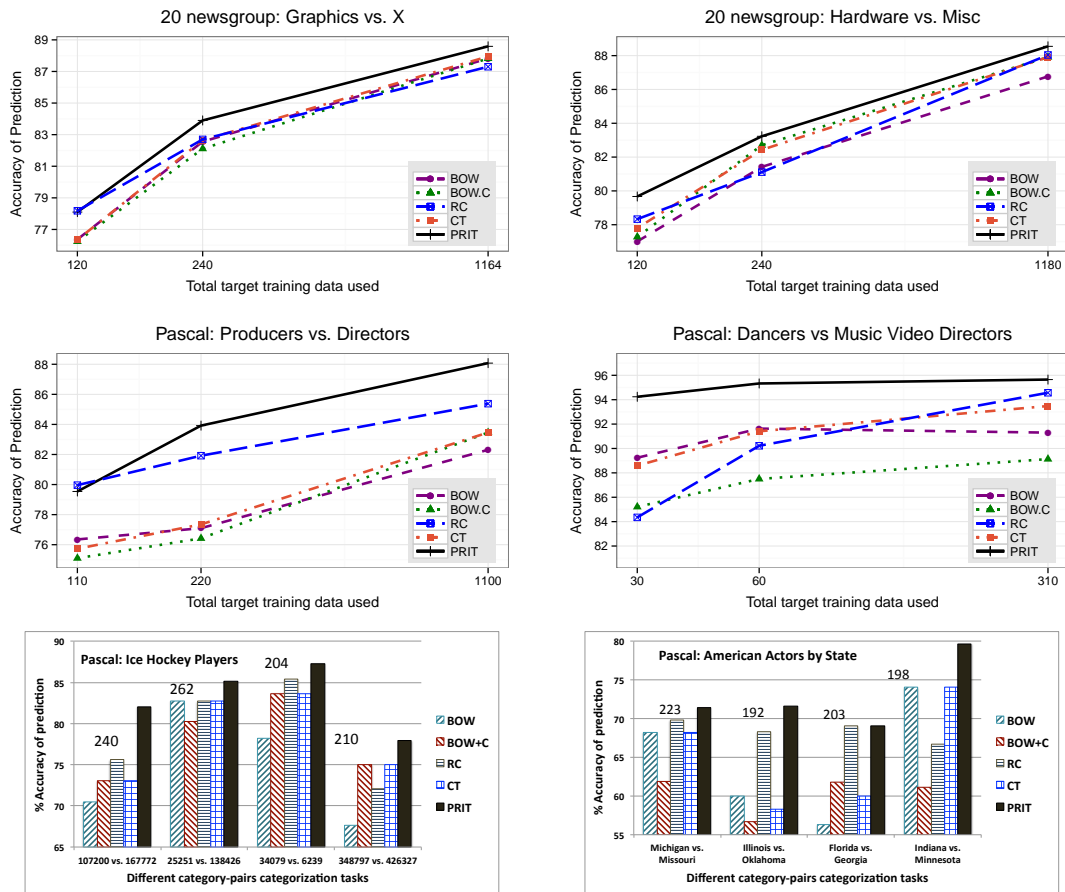 20 newsgroup: Graphics vs. X
Accuracy of Prediction
89
87
85
83
81
79
77
BOW
BOW.C
RC
CT
PRIT
120
240
1164
Total target training data used
20 newsgroup: Hardware vs. Misc
Accuracy of Prediction
88
86
84
82
80
78
BOW
BOW.C
RC
CT
PRIT
120
240
1180
Total target training data used
Pascal: Producers vs. Directors
Accuracy of Prediction
88
86
84
82
80
78
76
BOW
BOW.C
RC
CT
PRIT
110
220
1100
Total target training data used
Pascal: Dancers vs Music Video Directors
Accuracy of Prediction
96
94
92
90
88
86
84
82
BOW
BOW.C
RC
CT
PRIT
30
60
310
Total target training data used
Pascal: Ice Hockey Players
% Accuracy of prediction
90
85
80
75
70
65
240
262
204
210
BOW
BOW+C
RC
CT
PRIT
107200 vs. 167772
25251 vs. 138426
34079 vs. 6239
348797 vs. 426327
Different category-pairs categorization tasks
Pascal: American Actors by State
% Accuracy of prediction
80
75
70
65
60
55
223
192
203
198
BOW
BOW+C
RC
CT
PRIT
Michigan vs.
Missouri
Illinois vs.
Oklahoma
Florida vs.
Georgia
Indiana vs.
Minnesota
Different category-pairs categorization tasks